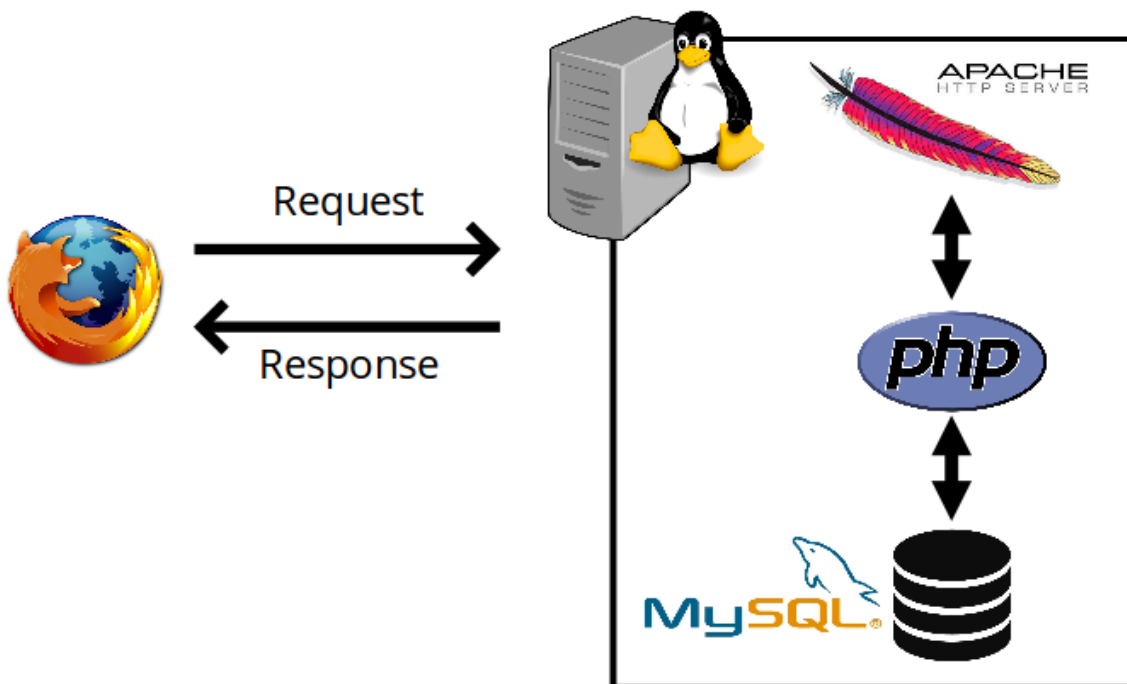 APACHE
HTTP SERVER
Request
Response
php
MySQL®